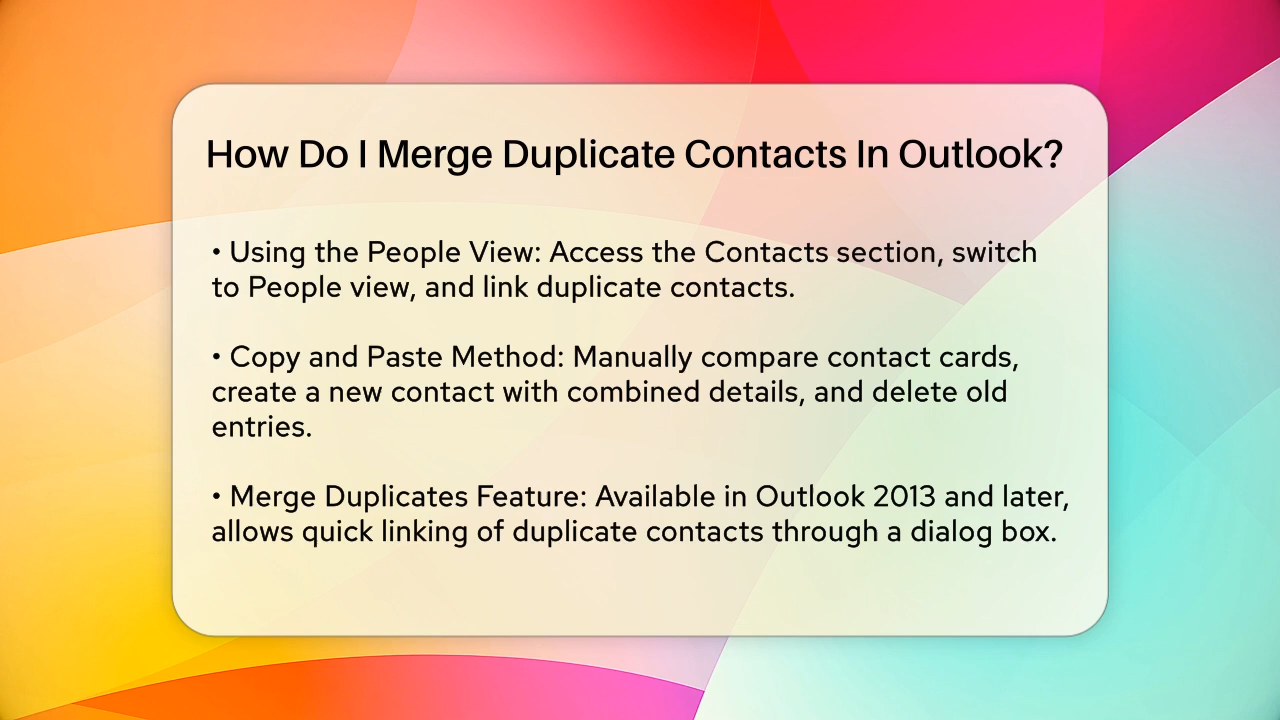 How Do I Merge Duplicate Contacts In Outlook?
• Using the People View: Access the Contacts section, switch
to People view, and link duplicate contacts.
• Copy and Paste Method: Manually compare contact cards,
create a new contact with combined details, and delete old
entries.
• Merge Duplicates Feature: Available in Outlook 2013 and later,
allows quick linking of duplicate contacts through a dialog box.